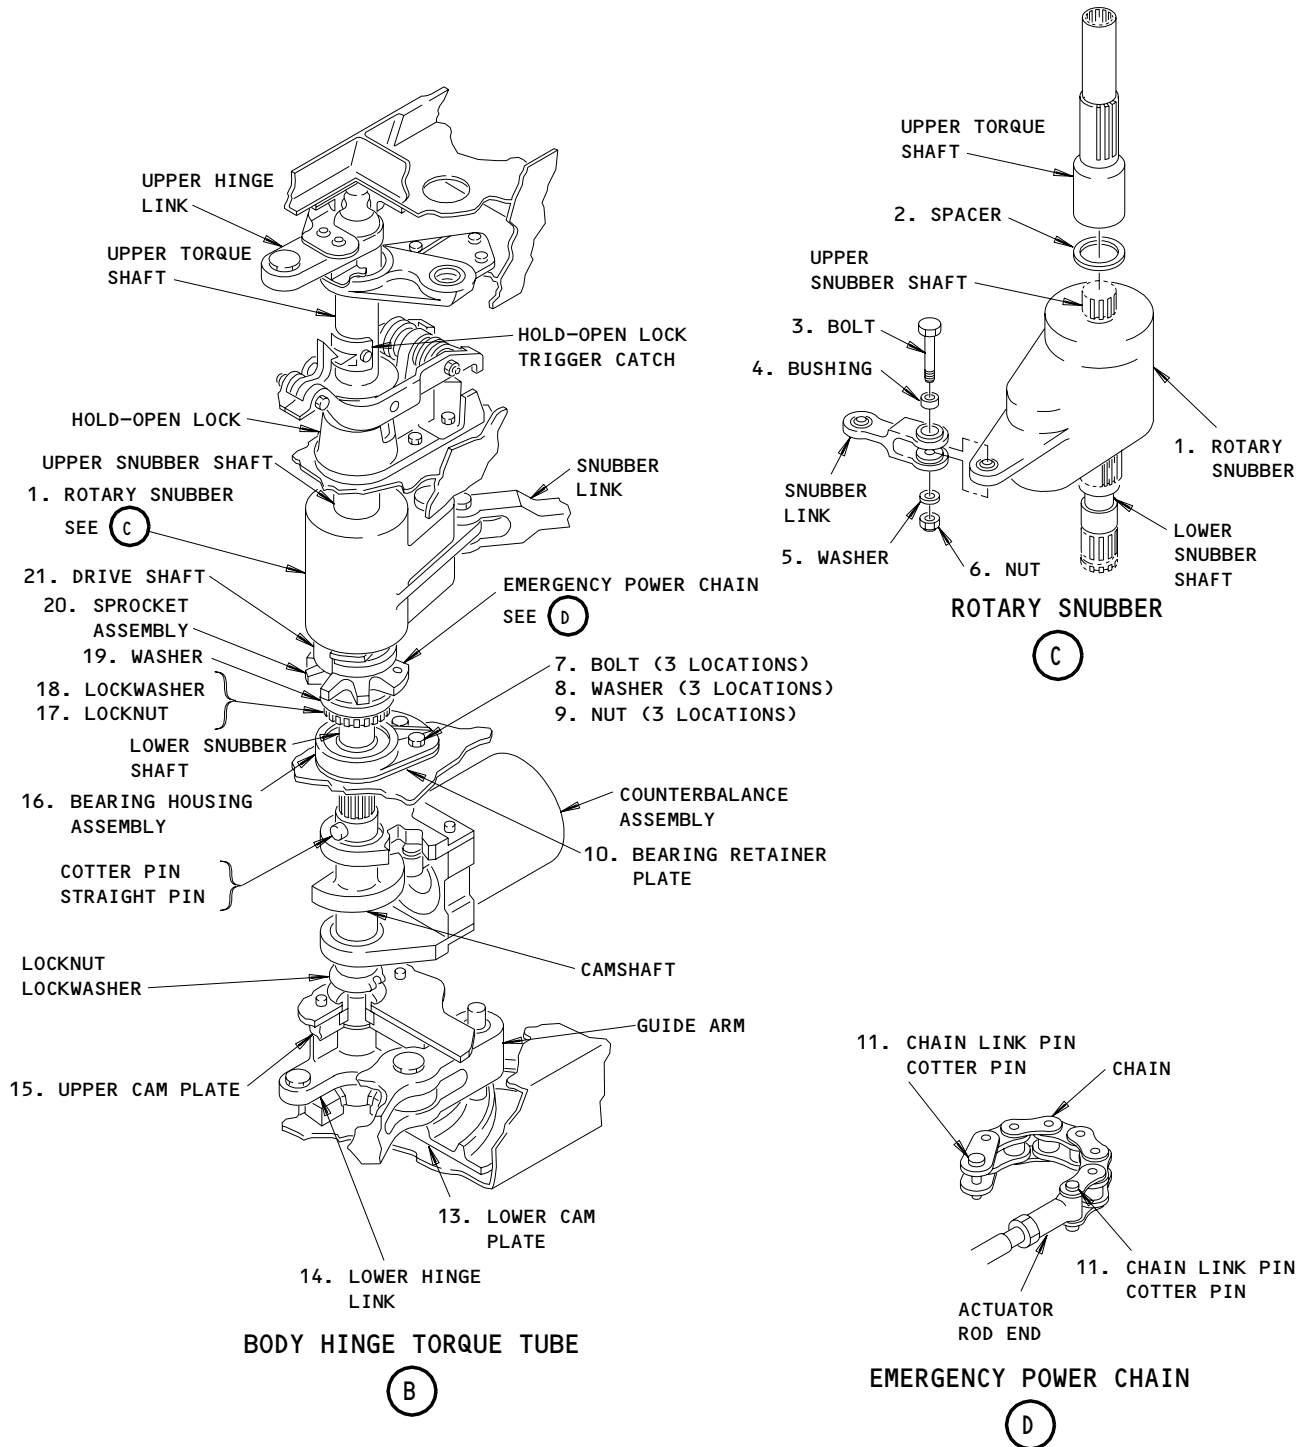 UPPER HINGE
LINK
UPPER TORQUE
SHAFT
HOLD-OPEN LOCK
TRIGGER CATCH
HOLD-OPEN LOCK
UPPER SNUBBER SHAFT
SNUBBER
LINK
1. ROTARY SNUBBER
SEE C
21. DRIVE SHAFT
20. SPROCKET
ASSEMBLY
EMERGENCY POWER CHAIN
SEE D
19. WASHER
18. LOCKWASHER
17. LOCKNUT
7. BOLT (3 LOCATIONS)
8. WASHER (3 LOCATIONS)
9. NUT (3 LOCATIONS)
LOWER SNUBBER
SHAFT
16. BEARING HOUSING
ASSEMBLY
COUNTERBALANCE
ASSEMBLY
10. BEARING RETAINER
PLATE
COTTER PIN
STRAIGHT PIN
LOCKNUT
LOCKWASHER
CAMSHAFT
GUIDE ARM
15. UPPER CAM PLATE
13. LOWER CAM
PLATE
14. LOWER HINGE
LINK
BODY HINGE TORQUE TUBE
B
UPPER TORQUE
SHAFT
2. SPACER
UPPER
SNUBBER SHAFT
3. BOLT
4. BUSHING
1. ROTARY
SNUBBER
SNUBBER
LINK
5. WASHER
6. NUT
LOWER
SNUBBER
SHAFT
ROTARY SNUBBER
C
11. CHAIN LINK PIN
COTTER PIN
CHAIN
11. CHAIN LINK PIN
COTTER PIN
ACTUATOR
ROD END
EMERGENCY POWER CHAIN
D